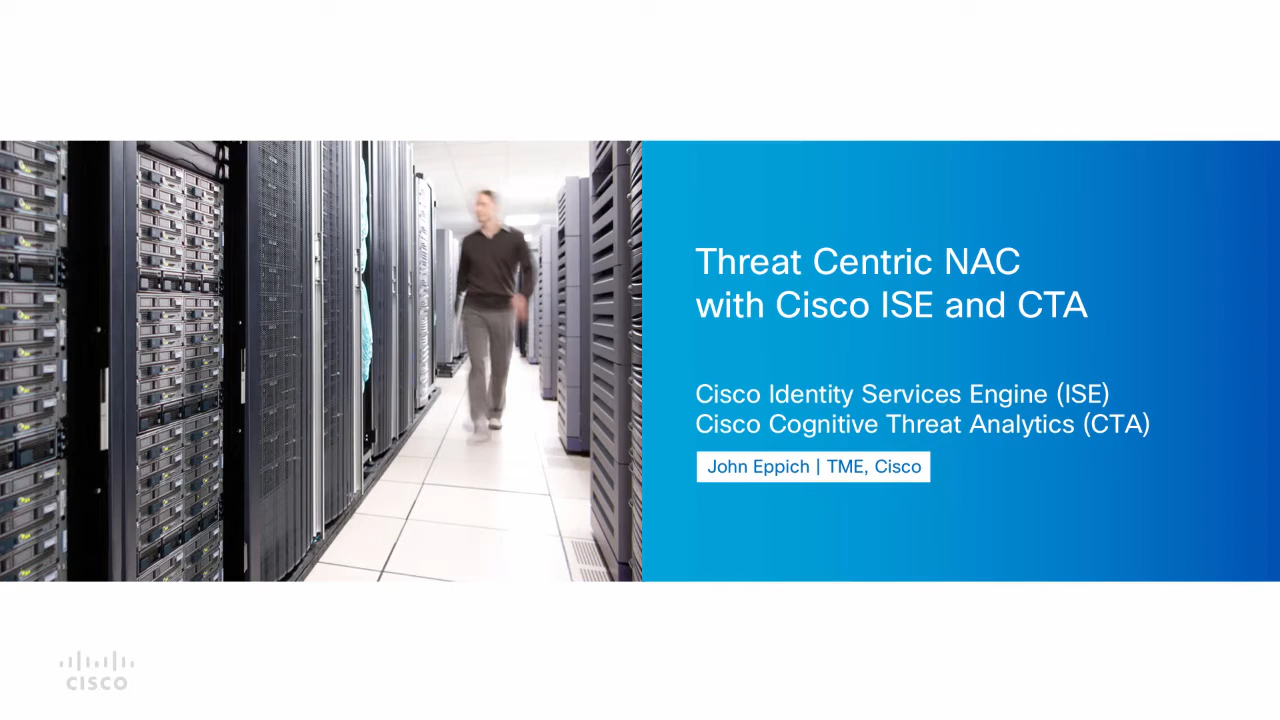 Threat Centric NAC
with Cisco ISE and CTA
Cisco Identity Services Engine (ISE)
Cisco Cognitive Threat Analytics (CTA)
John Eppich | TME, Cisco
CISCO